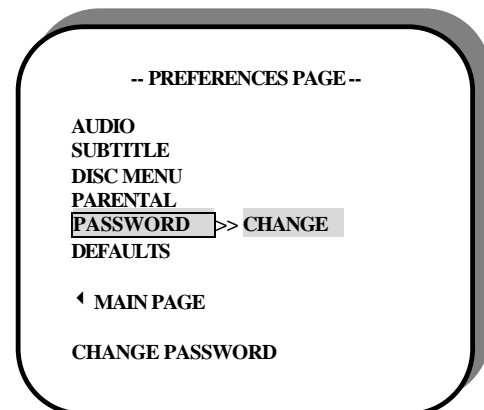 -- PREFERENCES PAGE --
AUDIO
SUBTITLE
DISC MENU
PARENTAL
PASSWORD >> CHANGE
DEFAULTS
MAIN PAGE
CHANGE PASSWORD